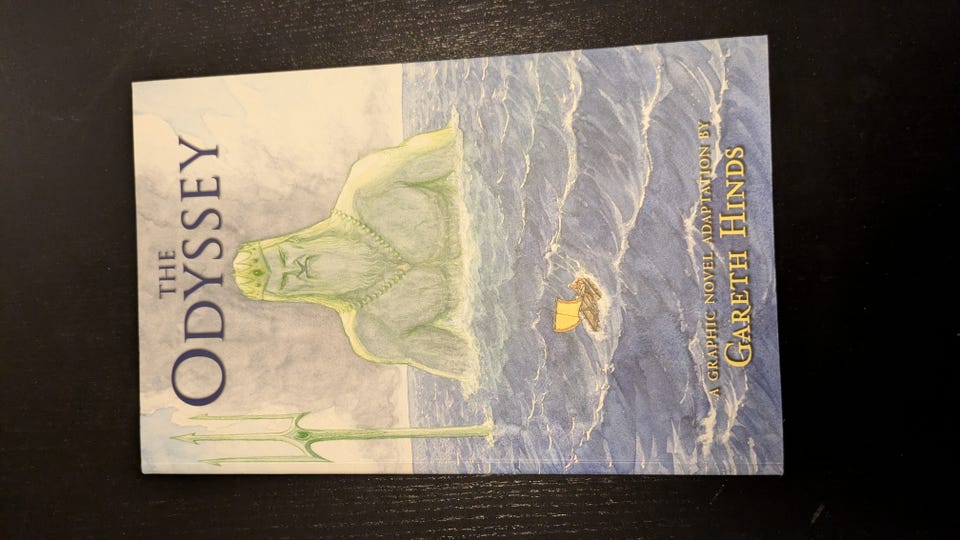 THE
ODYSSEY
A GRAPHIC NOVEL ADAPTATION BY
GARETH HINDS